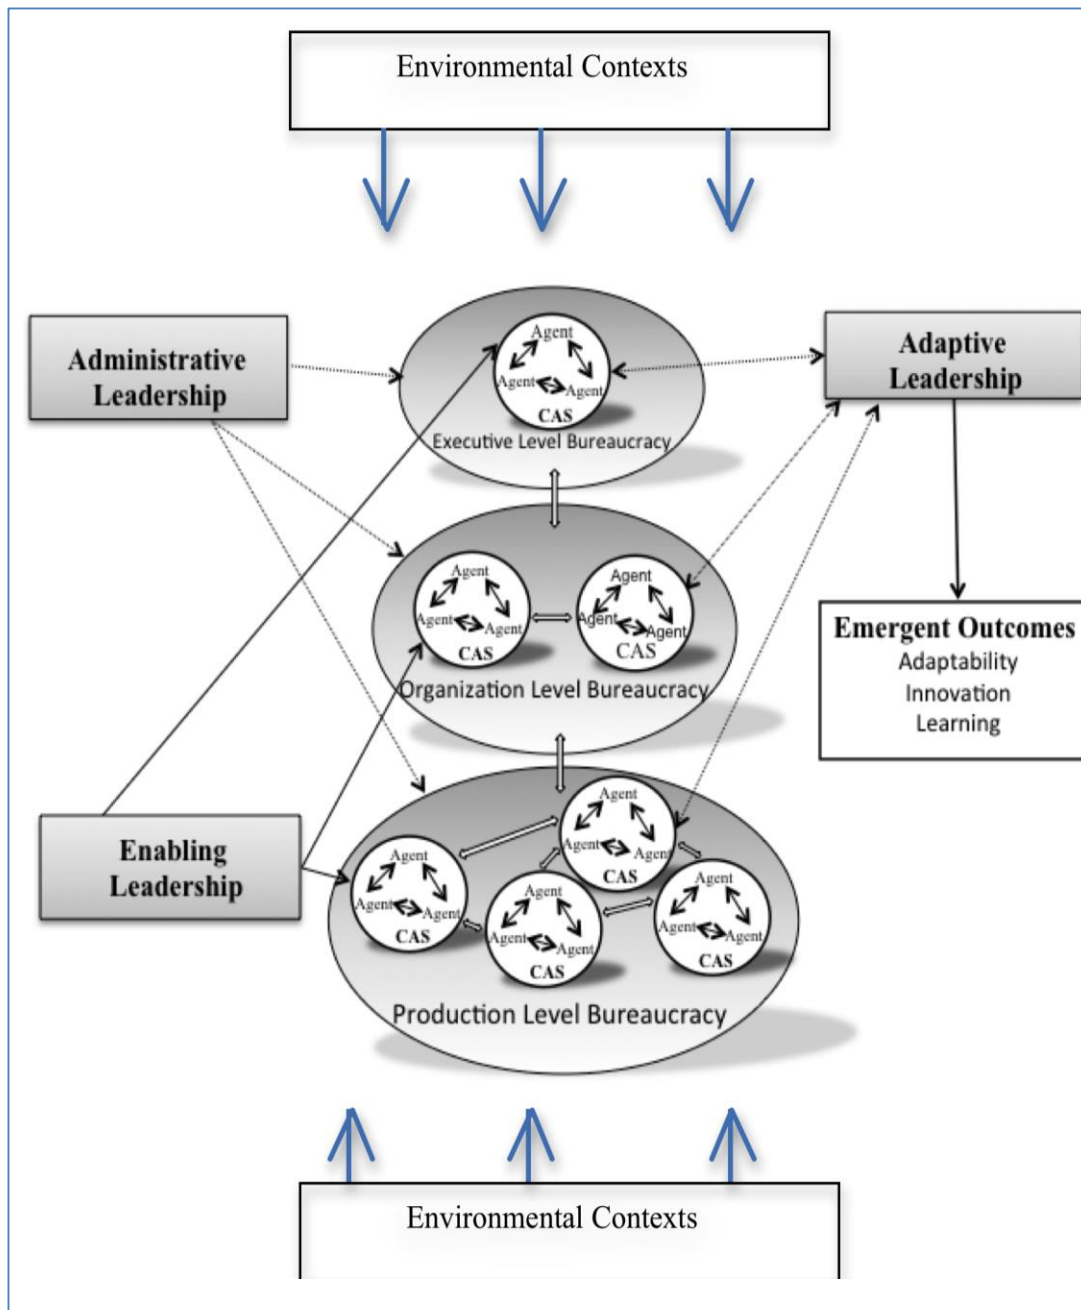 Environmental Contexts
Administrative
Leadership
Agent
Agent
Agent
CAS
Executive Level Bureaucracy
Adaptive
Leadership
Agent
Agent
Agent
CAS
Agent
Agent
Agent
CAS
Organization Level Bureaucracy
Emergent Outcomes
Adaptability
Innovation
Learning
Enabling
Leadership
Agent
Agent
Agent
CAS
Agent
Agent
Agent
CAS
Agent
Agent
Agent
CAS
Agent
Agent
Agent
CAS
Production Level Bureaucracy
Environmental Contexts